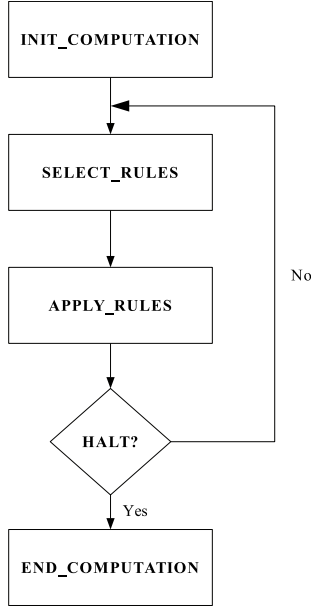 INIT_COMPUTATION
SELECT_RULES
APPLY_RULES
No
HALT?
Yes
END_COMPUTATION